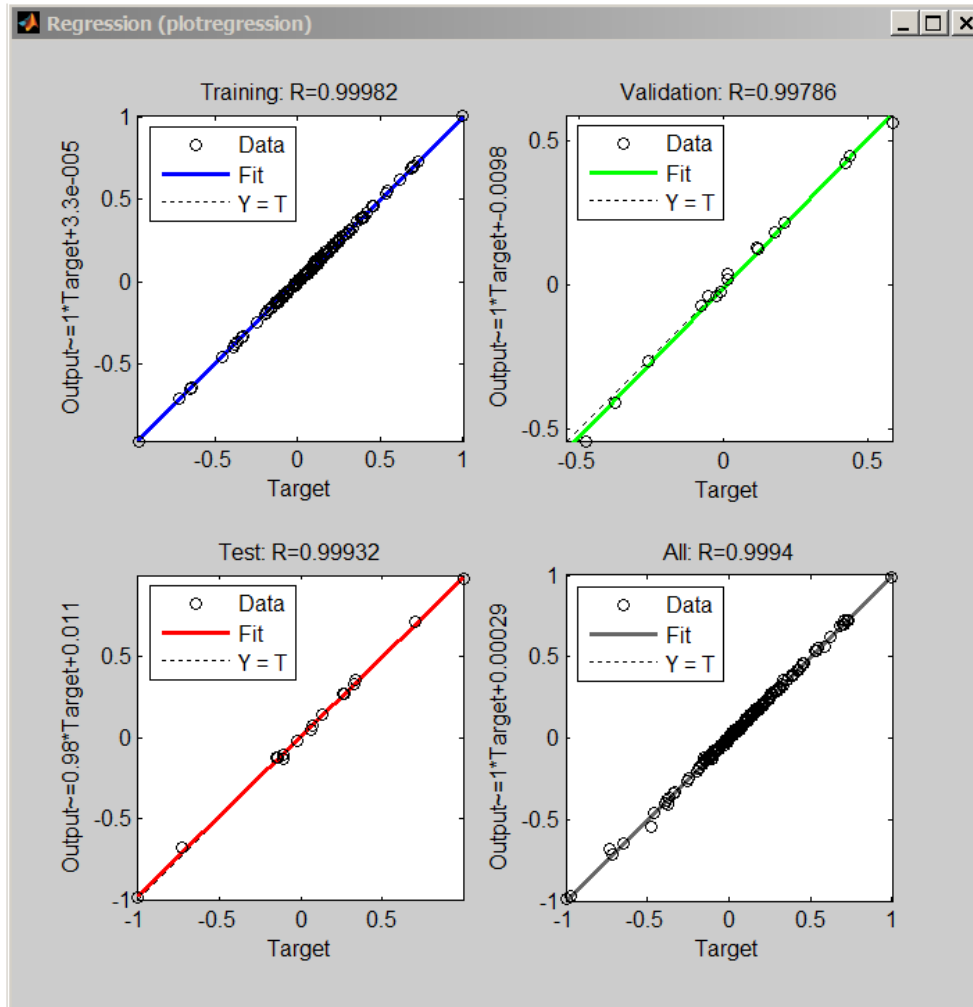 Regression (plotregression)
Training: R=0.99982
Output~=1*Target+3.3e-005
1
0.5
0
-0.5
Data
Fit
Y = T
-0.5
0
0.5
1
Target
Validation: R=0.99786
Output~=1*Target+-0.0098
0.5
0
-0.5
Data
Fit
Y = T
-0.5
0
0.5
Target
Test: R=0.99932
Output~=0.98*Target+0.011
0.5
0
-0.5
-1
Data
Fit
Y = T
-1
-0.5
0
0.5
Target
All: R=0.9994
Output~=1*Target+0.00029
1
0.5
0
-0.5
-1
Data
Fit
Y = T
-1
-0.5
0
0.5
1
Target